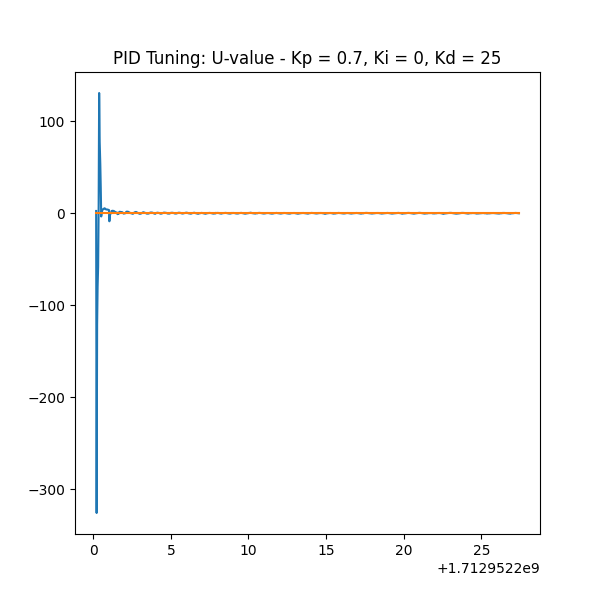 PID Tuning: U-value - Kp = 0.7, Ki = 0, Kd = 25
100
0
−100
−200
−300
0 5 10 15 20 25
+1.7129522e9